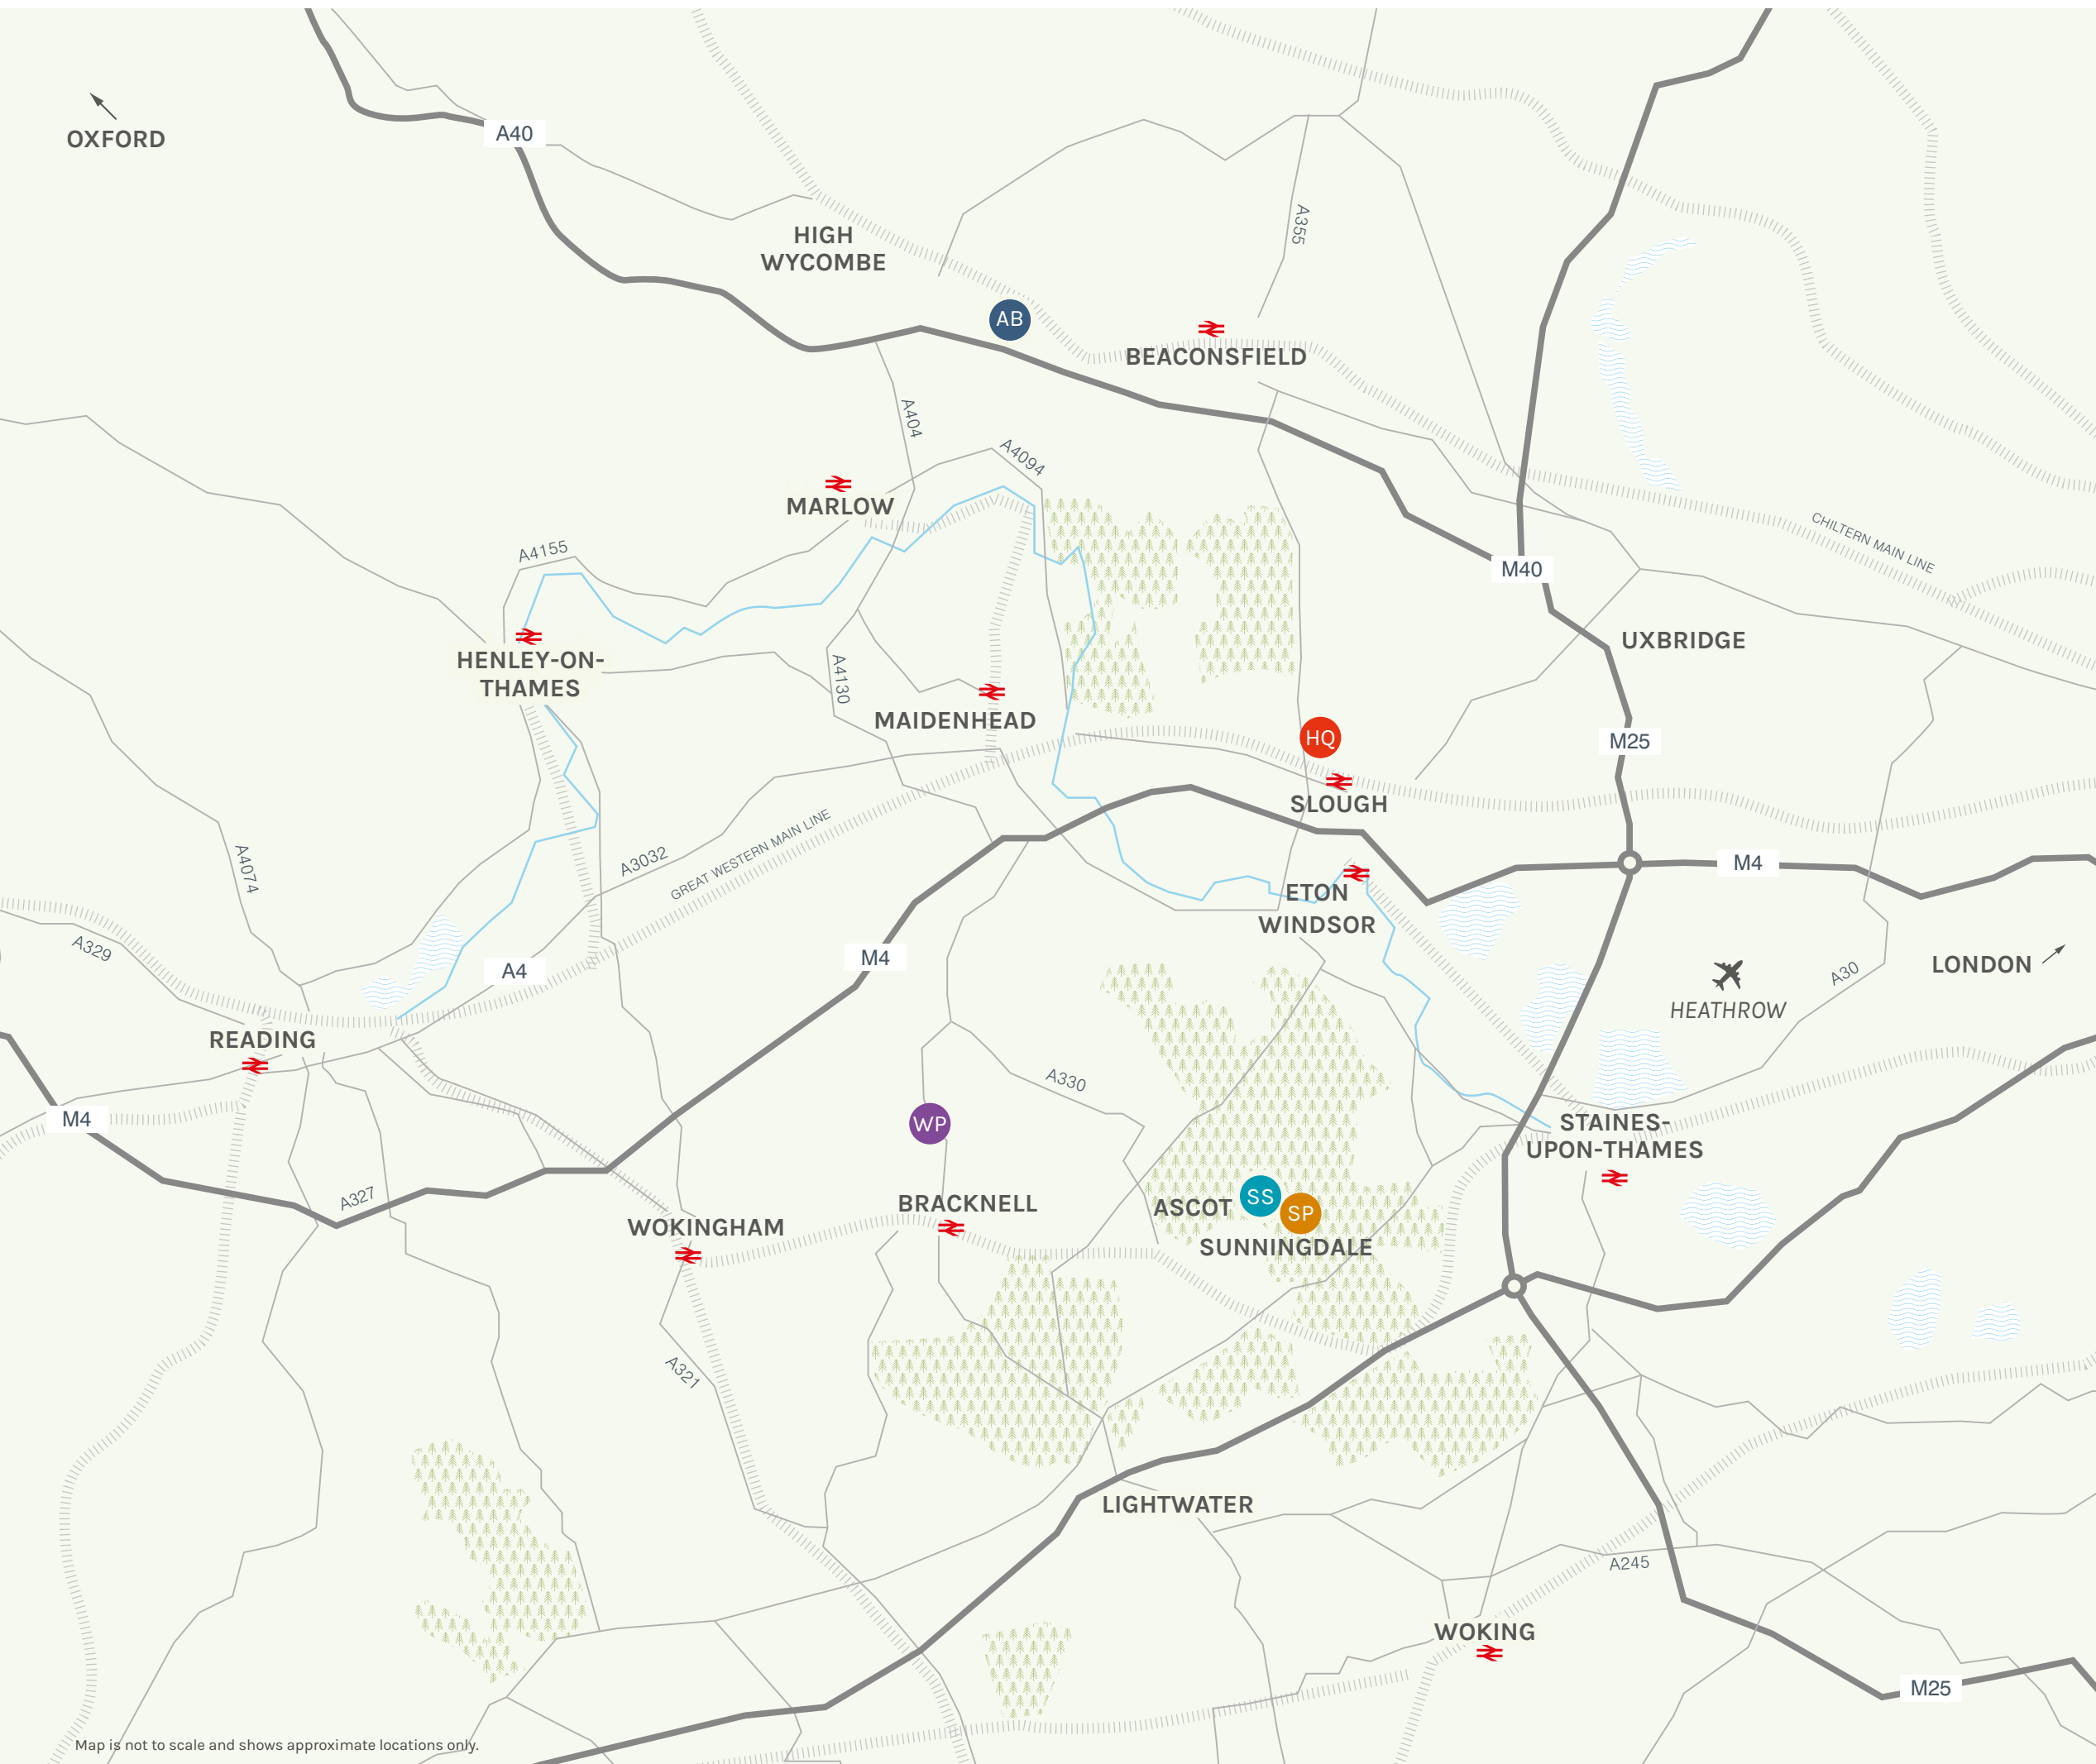 A40
OXFORD
A355
HIGH
WYCOMBE
AB
BEACONSFIELD
A404
A4094
MARLOW
CHILTERN MAIN LINE
A4155
M40
UXBRIDGE
HENLEY-ON-
THAMES
A4130
MAIDENHEAD
HQ
M25
SLOUGH
A4074
A3032
GREAT WESTERN MAIN LINE
M4
ETON
WINDSOR
A329
A4
M4
LONDON
A30
HEATHROW
READING
A330
M4
WP
STAINES-
UPON-THAMES
A327
BRACKNELL
ASCOT
SS
SP
WOKINGHAM
SUNNINGDALE
A321
LIGHTWATER
A245
WOKING
M25
Map is not to scale and shows approximate locations only.